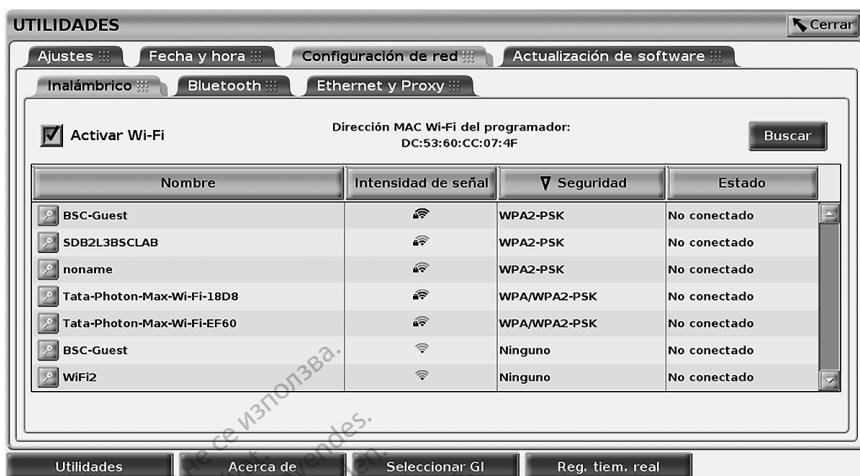 UTILIDADES
Cerrar
Ajustes Fecha y hora Configuración de red Actualización de software
Inalámbrico Bluetooth Ethernet y Proxy
Activar Wi-Fi
Dirección MAC Wi-Fi del programador:
DC:53:60:CC:07:4F
Buscar
Nombre Intensidad de señal Seguridad Estado
BSC-Guest WPA2-PSK No conectado
SDB2L3BSCLAB WPA2-PSK No conectado
noname WPA2-PSK No conectado
Tata-Photon-Max-Wi-Fi-18D8 WPA/WPA2-PSK No conectado
Tata-Photon-Max-Wi-Fi-EF60 WPA/WPA2-PSK No conectado
BSC-Guest Ninguno No conectado
WiFi2 Ninguno No conectado
не се използва.
Utilidades Acerca de Seleccionar GI Reg. tiem. real